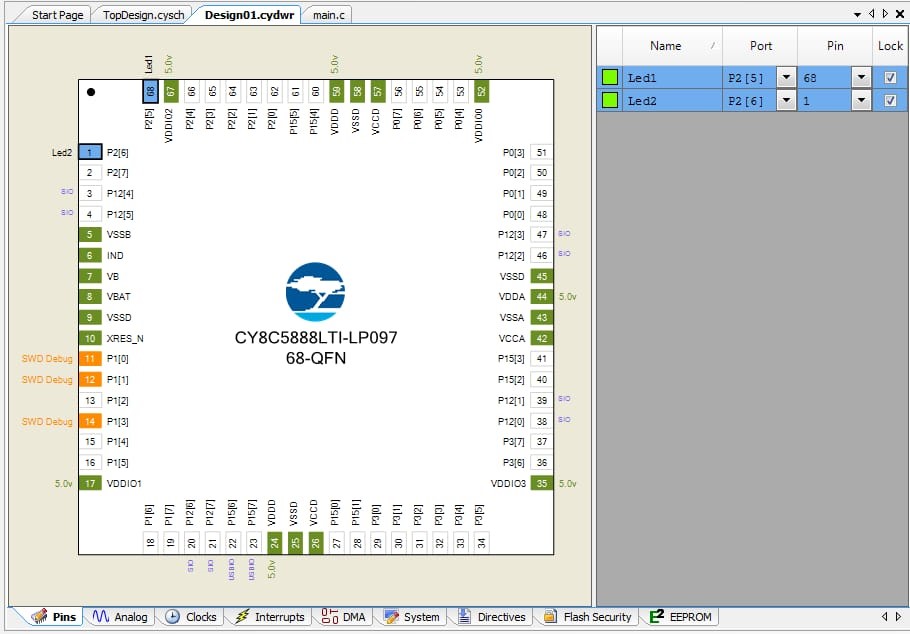 Start Page TopDesign.cysch Design01.cydwr main.c
Name / Port Pin Lock
Led1 P2[5] 68
Led2 P2[6] 1
Led1 5.0v 5.0v 5.0v
68 67 66 65 64 63 62 61 60 59 58 57 56 55 54 53 52
P2[5] VDDIO2 P2[4] P2[3] P2[2] P2[1] P2[0] P15[5] P15[4] VDDD VSSD VCCD P0[7] P0[6] P0[5] P0[4] VDDIO0
Led2 1 P2[6] P0[3] 51
2 P2[7] P0[2] 50
SIO 3 P12[4] P0[1] 49
SIO 4 P12[5] P0[0] 48
5 VSSB P12[3] 47 SIO
6 IND P12[2] 46 SIO
7 VB VSSD 45
8 VBAT VDDA 44 5.0v
9 VSSD VSSA 43
10 XRES_N VCCA 42
CY8C5888LTI-LP097
68-QFN
SWD Debug 11 P1[0] P15[3] 41
SWD Debug 12 P1[1] P15[2] 40
13 P1[2] P12[1] 39 SIO
SWD Debug 14 P1[3] P12[0] 38 SIO
15 P1[4] P3[7] 37
16 P1[5] P3[6] 36
5.0v 17 VDDIO1 VDDIO3 35 5.0v
P1[6] P1[7] P12[6] P12[7] P15[6] P15[7] VDDD VSSD VCCD P15[0] P15[1] P3[0] P3[1] P3[2] P3[3] P3[4] P3[5]
18 19 20 21 22 23 24 25 26 27 28 29 30 31 32 33 34
SIO SIO USBIO USBIO 5.0v
Pins Analog Clocks Interrupts DMA System Directives Flash Security EEPROM